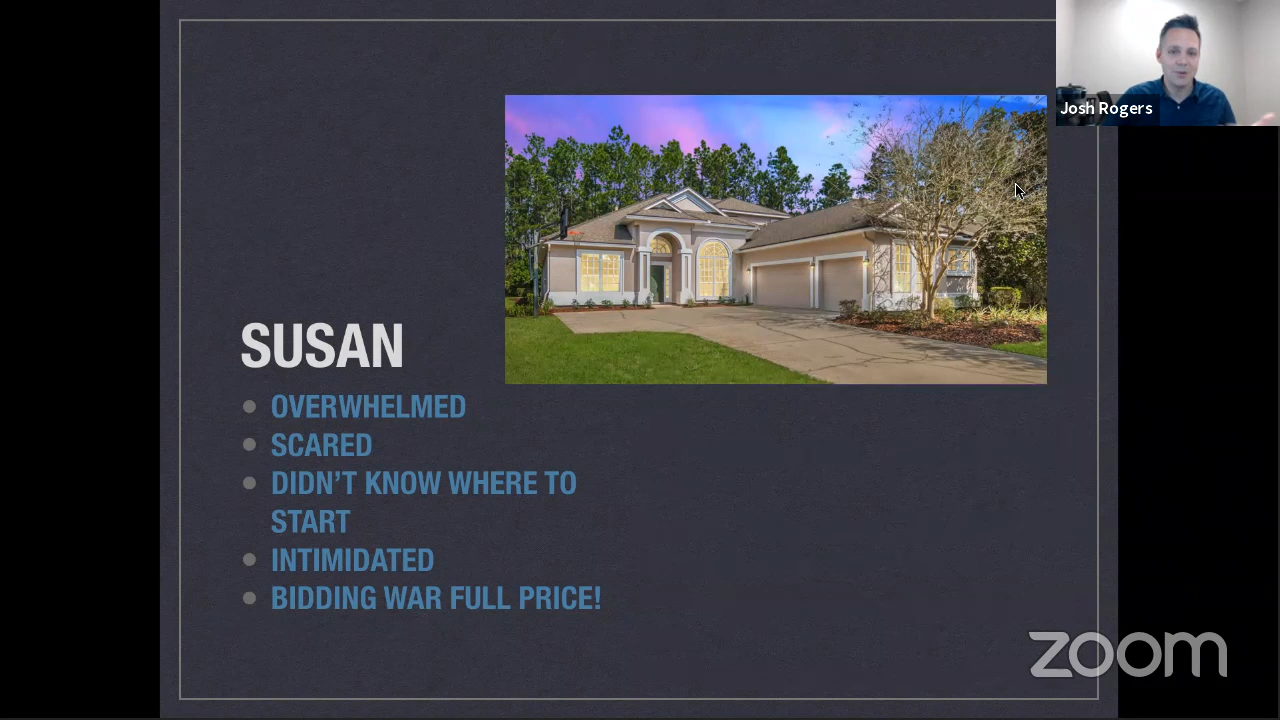 Josh Rogers
SUSAN
OVERWHELMED
SCARED
DIDN’T KNOW WHERE TO
START
INTIMIDATED
BIDDING WAR FULL PRICE!
zoom